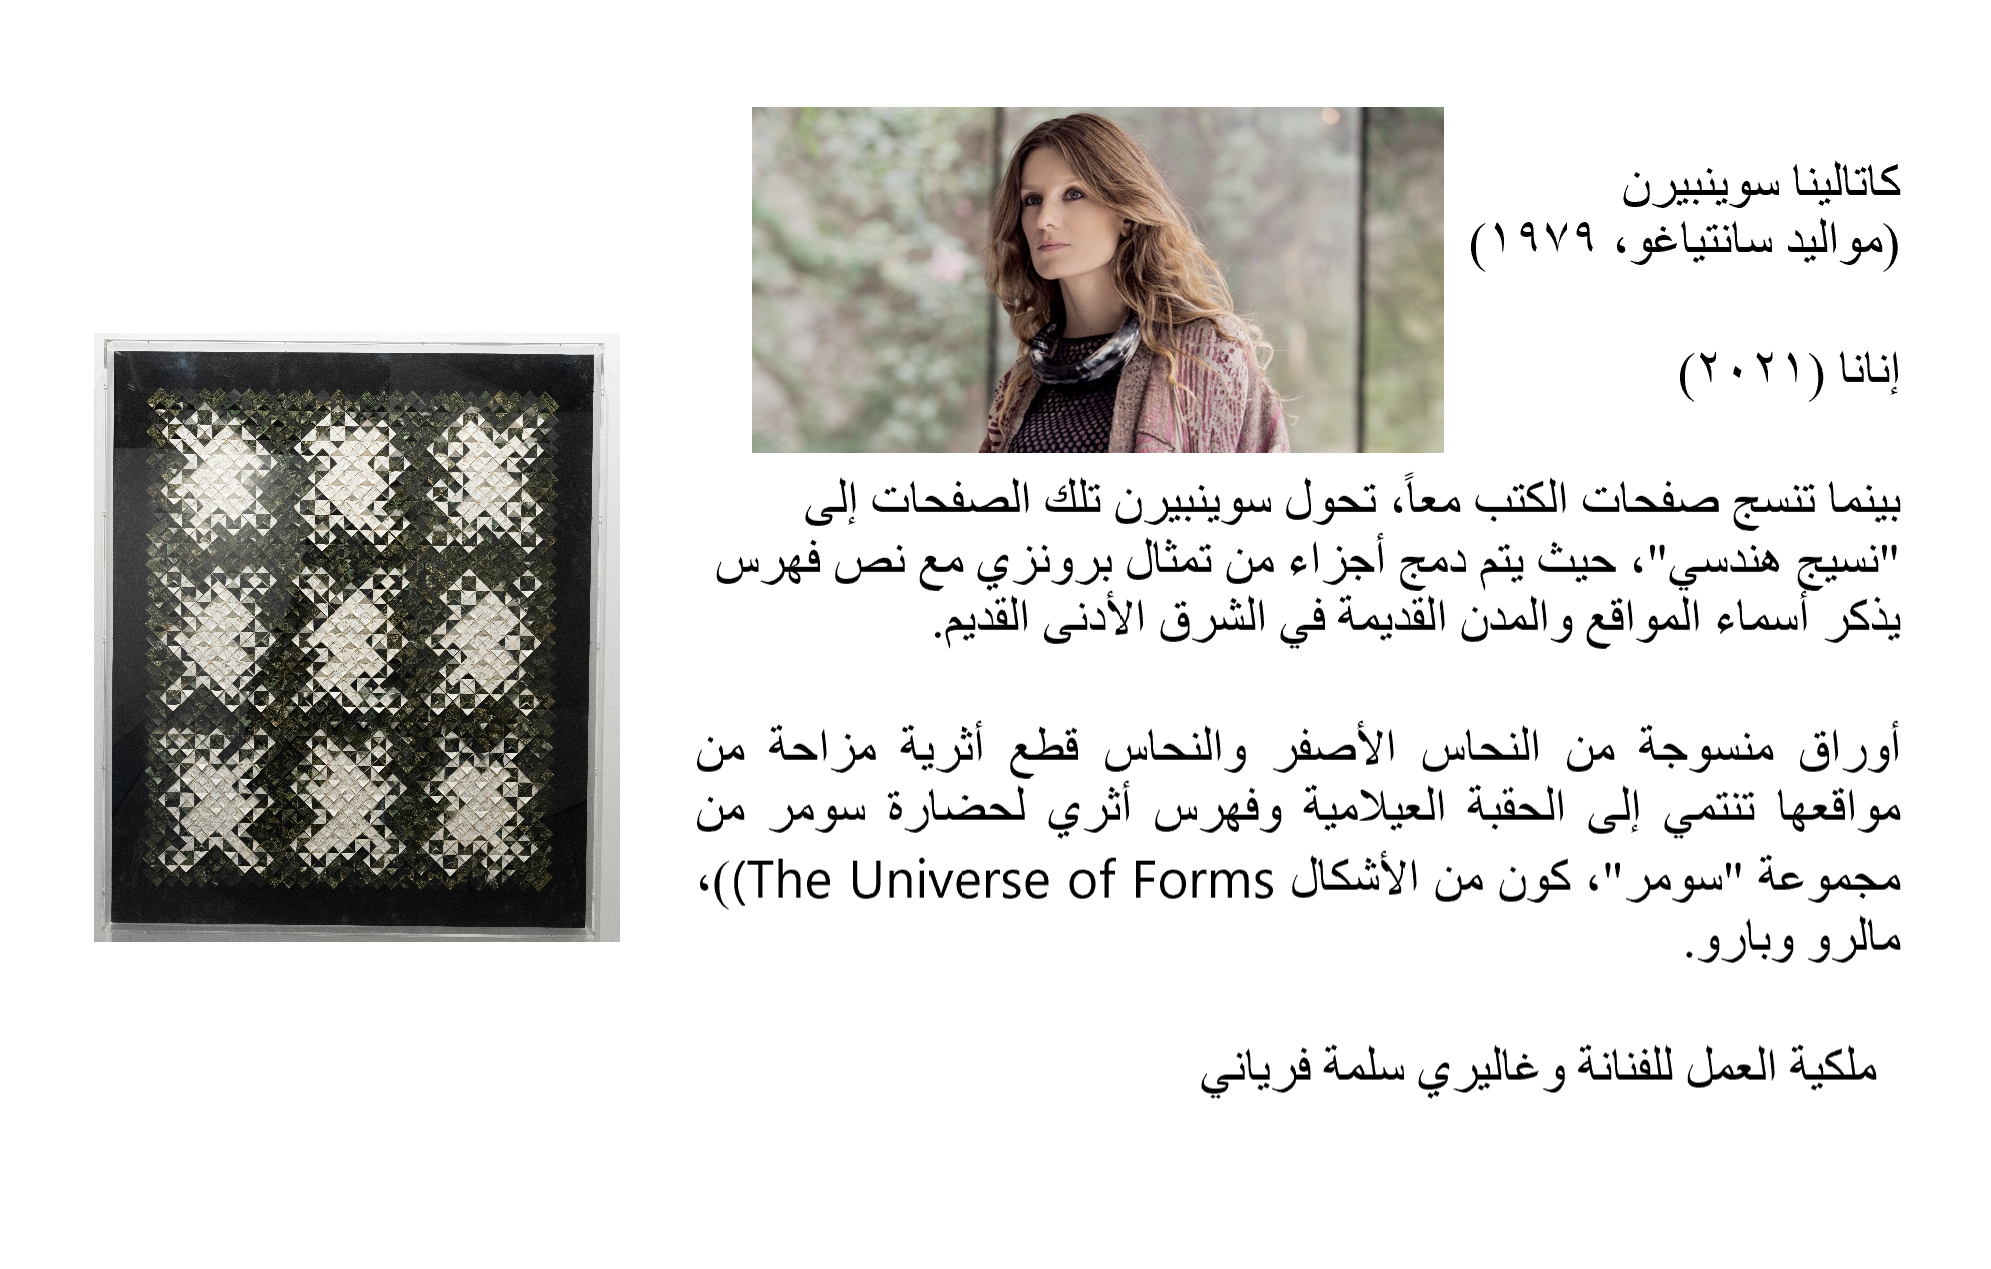 كاتالينا سوينبيرن
(مواليد سانتياغو، ١٩٧٩)
إنانا (٢٠٢١)
بينما تنسج صفحات الكتب معاً، تحول سوينبيرن تلك الصفحات إلى
"نسيج هندسي"، حيث يتم دمج أجزاء من تمثال برونزي مع نص فهرس
يذكر أسماء المواقع والمدن القديمة في الشرق الأدنى القديم.
أوراق منسوجة من النحاس الأصفر والنحاس قطع أثرية مزاحة من
مواقعها تنتمي إلى الحقبة العيلامية وفهرس أثري لحضارة سومر من
مجموعة "سومر"، كون من الأشكال The Universe of Forms))،
مالرو وبارو.
ملكية العمل للفنانة وغاليري سلمة فرياني